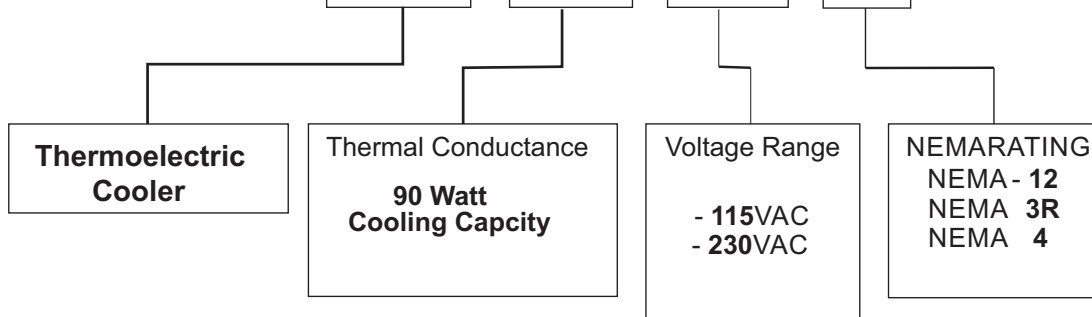 Thermoelectric
Cooler
Thermal Conductance
90 Watt
Cooling Capcity
Voltage Range
- 115VAC
- 230VAC
NEMARATING
NEMA - 12
NEMA 3R
NEMA 4